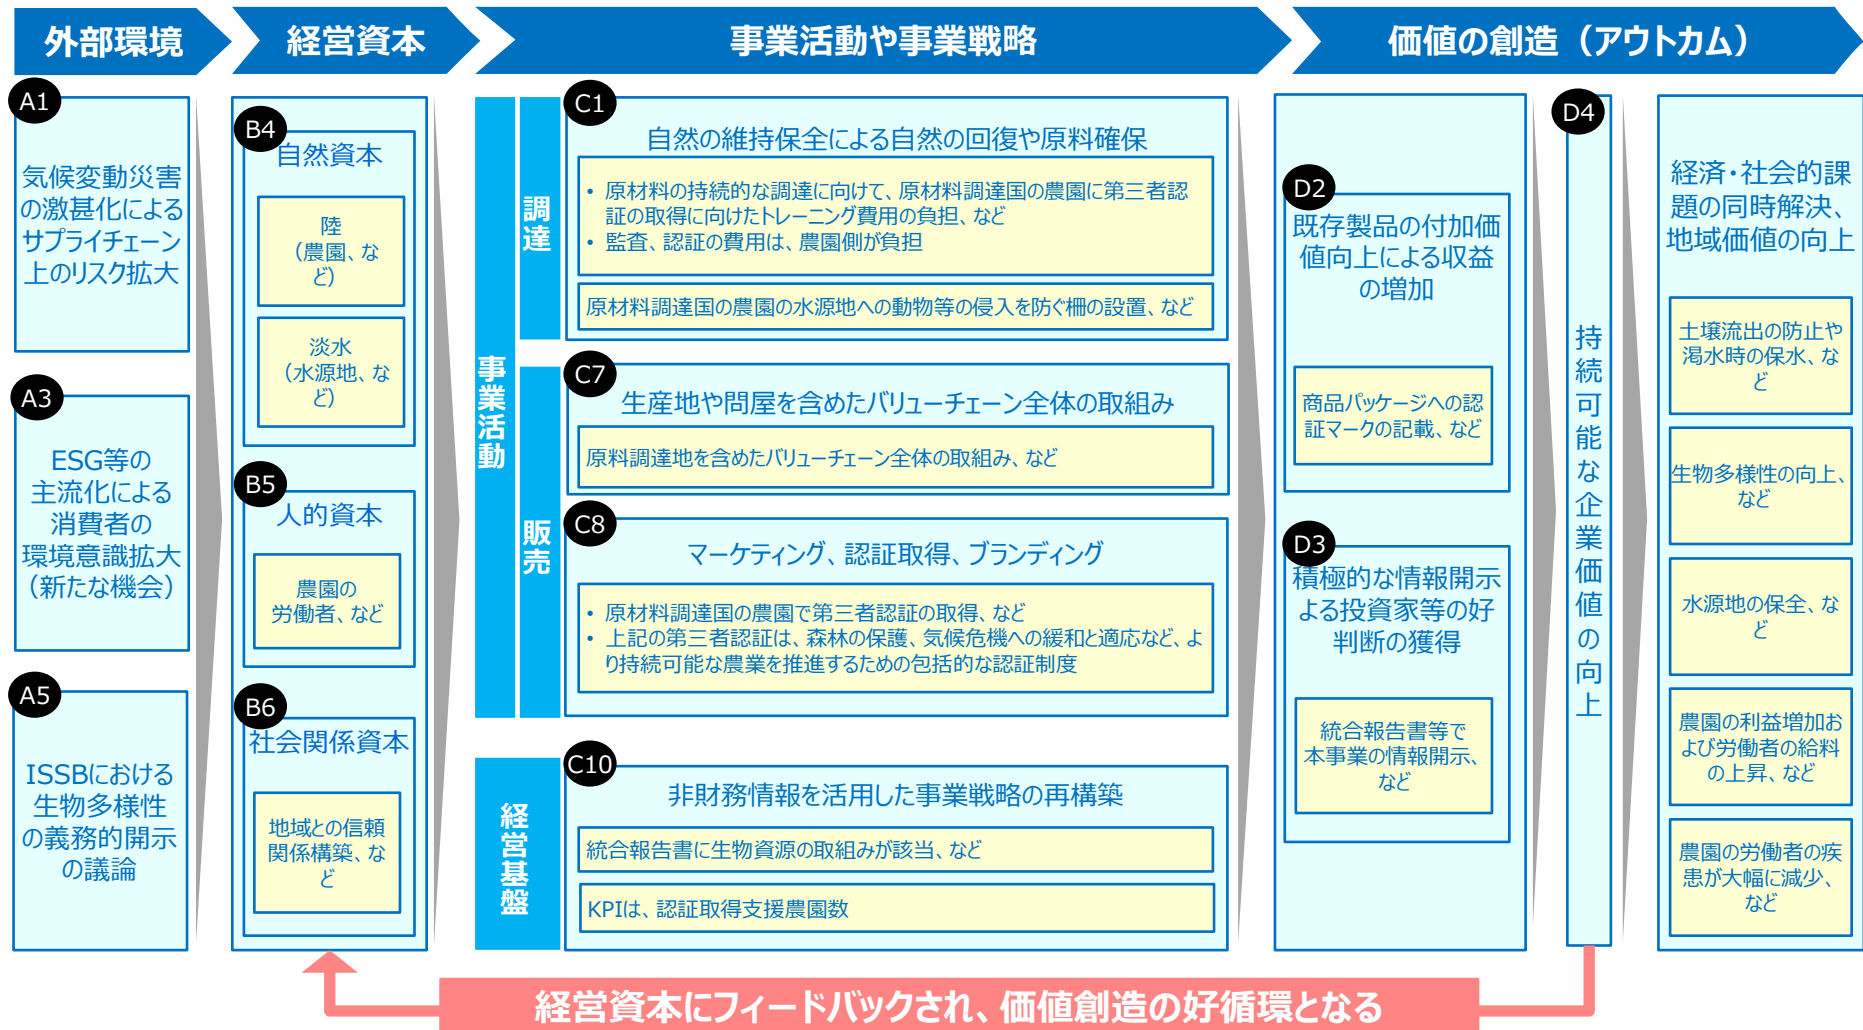 外部環境
経営資本
事業活動や事業戦略
価値の創造（アウトカム）
A1
気候変動災害
の激甚化による
サプライチェーン
上のリスク拡大
A3
ESG等の
主流化による
消費者の
環境意識拡大
（新たな機会）
A5
ISSBにおける
生物多様性
の義務的開示
の議論
B4
自然資本
陸
（農園、な
ど）
淡水
（水源地、な
ど）
B5
人的資本
農園の
労働者、など
B6
社会関係資本
地域との信頼
関係構築、な
ど
事業活動
調達
C1
自然の維持保全による自然の回復や原料確保
• 原材料の持続的な調達に向けて、原材料調達国の農園に第三者認
証の取得に向けたトレーニング費用の負担、など
• 監査、認証の費用は、農園側が負担
原材料調達国の農園の水源地への動物等の侵入を防ぐ柵の設置、など
販売
C7
生産地や問屋を含めたバリューチェーン全体の取組み
原料調達地を含めたバリューチェーン全体の取組み、など
C8
マーケティング、認証取得、ブランディング
• 原材料調達国の農園で第三者認証の取得、など
• 上記の第三者認証は、森林の保護、気候危機への緩和と適応など、よ
り持続可能な農業を推進するための包括的な認証制度
経営基盤
C10
非財務情報を活用した事業戦略の再構築
統合報告書に生物資源の取組みが該当、など
KPIは、認証取得支援農園数
D2
既存製品の付加価
値向上による収益
の増加
商品パッケージへの認
証マークの記載、など
D3
積極的な情報開示
よる投資家等の好
判断の獲得
統合報告書等で
本事業の情報開示、
など
D4
持続可能な企業価値の向上
経済・社会的課
題の同時解決、
地域価値の向上
土壌流出の防止や
渇水時の保水、な
ど
生物多様性の向上、
など
水源地の保全、な
ど
農園の利益増加お
よび労働者の給料
の上昇、など
農園の労働者の疾
患が大幅に減少、
など
経営資本にフィードバックされ、価値創造の好循環となる